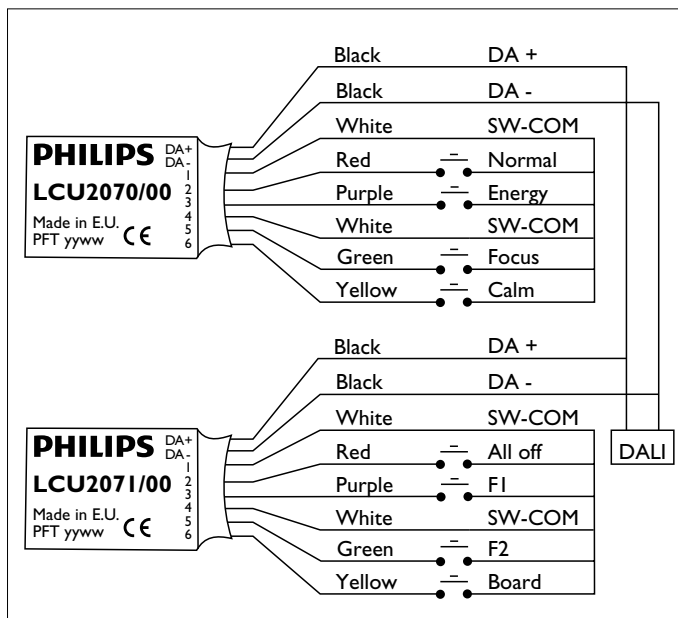 Black DA +
Black DA -
White SW-COM
Red Normal
Purple Energy
White SW-COM
Green Focus
Yellow Calm
PHILIPS
LCU2070/00
Made in E.U.
PFT yyww CE
DA+
DA-
1
2
3
4
5
6
Black DA +
Black DA -
White SW-COM
Red All off
Purple F1
White SW-COM
Green F2
Yellow Board
PHILIPS
LCU2071/00
Made in E.U.
PFT yyww CE
DA+
DA-
1
2
3
4
5
6
DALI